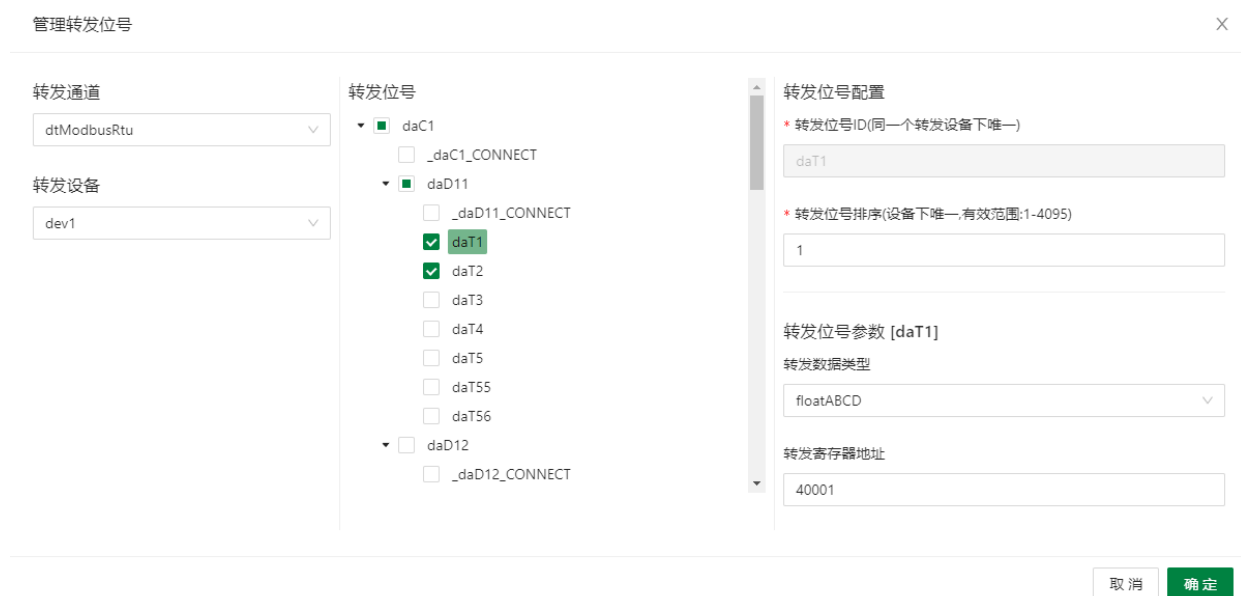 管理转发位号
转发通道
dtModbusRtu
转发设备
dev1
转发位号
daC1
_daC1_CONNECT
daD11
_daD11_CONNECT
daT1
daT2
daT3
daT4
daT5
daT55
daT56
daD12
_daD12_CONNECT
转发位号配置
* 转发位号ID(同一个转发设备下唯一)
daT1
* 转发位号排序(设备下唯一,有效范围:1-4095)
1
转发位号参数 [daT1]
转发数据类型
floatABCD
转发寄存器地址
40001
取 消
确 定